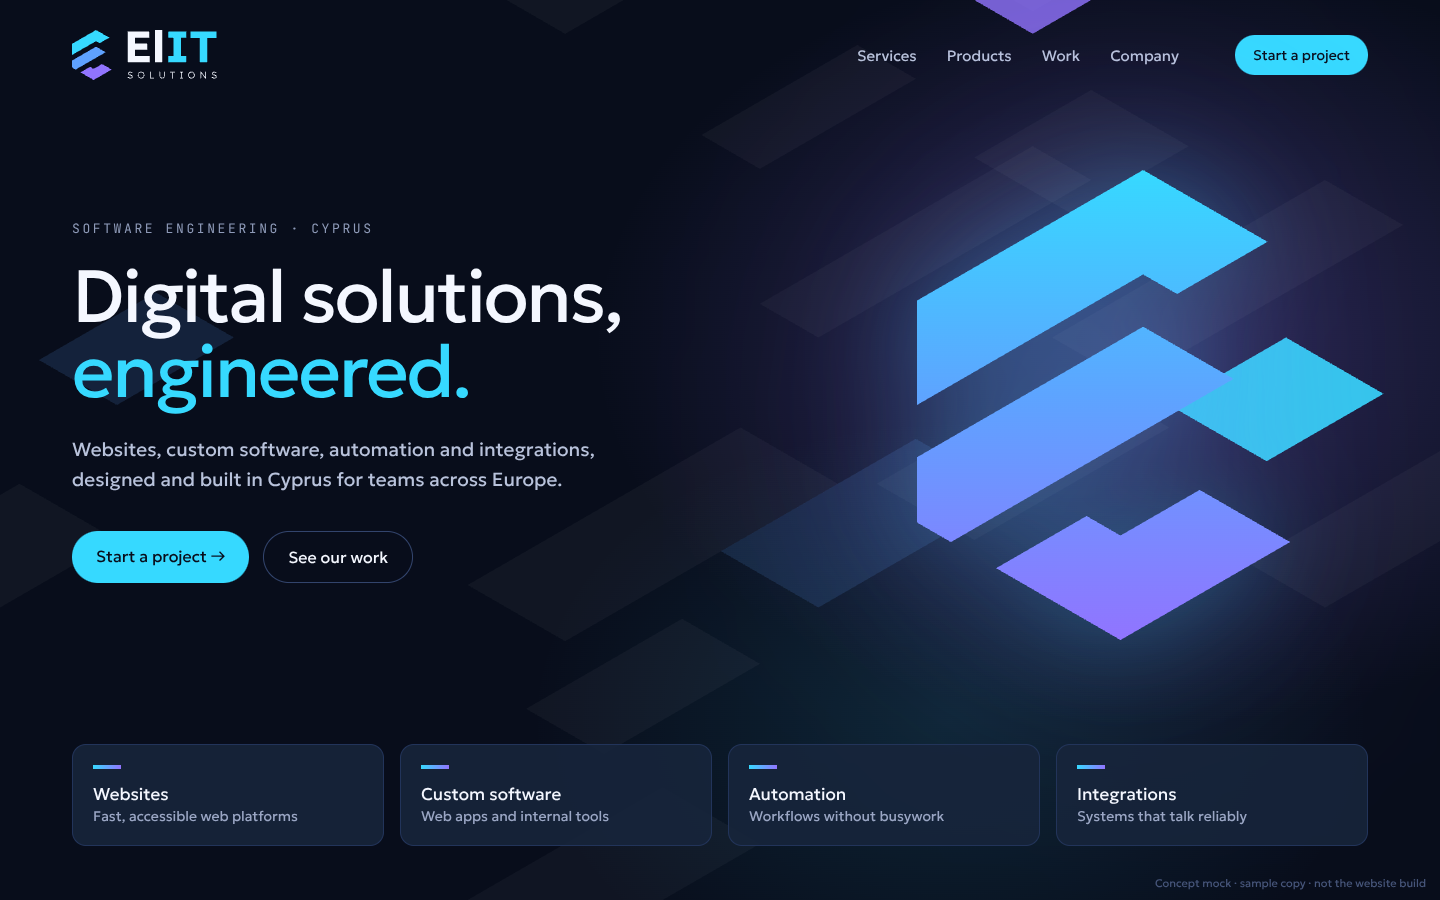 ElIT
SOLUTIONS
Services
Products
Work
Company
Start a project
SOFTWARE ENGINEERING · CYPRUS
Digital solutions,
engineered.
Websites, custom software, automation and integrations,
designed and built in Cyprus for teams across Europe.
Start a project →
See our work
Websites
Fast, accessible web platforms
Custom software
Web apps and internal tools
Automation
Workflows without busywork
Integrations
Systems that talk reliably
Concept mock · sample copy · not the website build